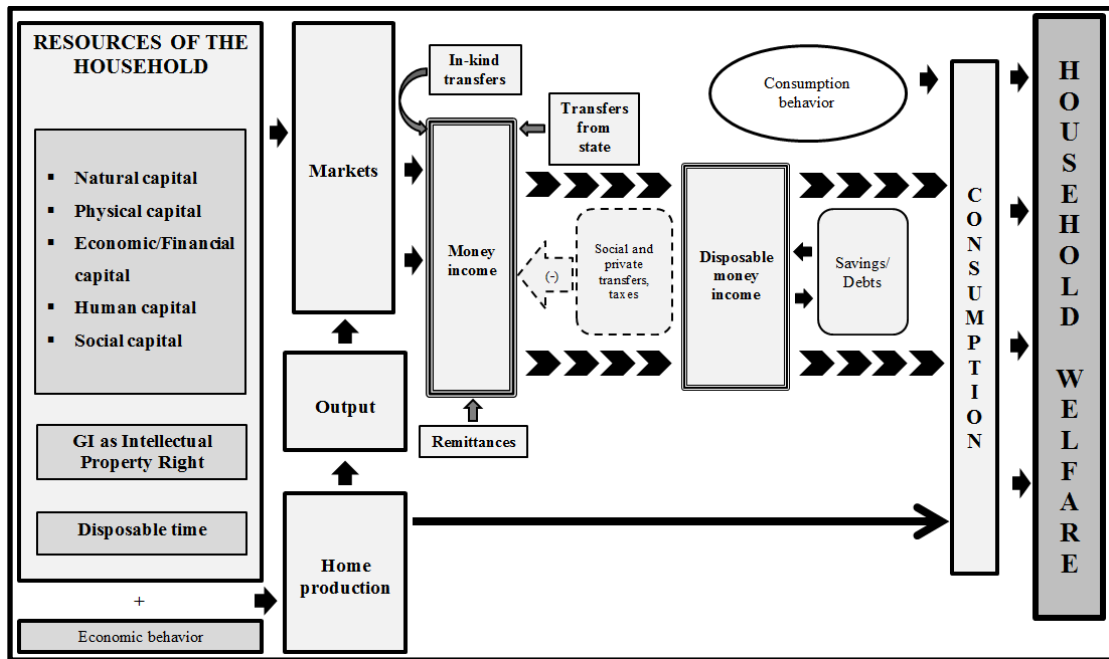 RESOURCES OF THE
HOUSEHOLD
▪ Natural capital
▪ Physical capital
▪ Economic/Financial
capital
▪ Human capital
▪ Social capital
GI as Intellectual
Property Right
Disposable time
+
Economic behavior
Markets
Output
Home
production
In-kind
transfers
Transfers
from
state
Money
income
Remittances
(-)
Social and
private
transfers,
taxes
Disposable
money
income
Consumption
behavior
Savings/
Debts
C
O
N
S
U
M
P
T
I
O
N
H
O
U
S
E
H
O
L
D
W
E
L
F
A
R
E